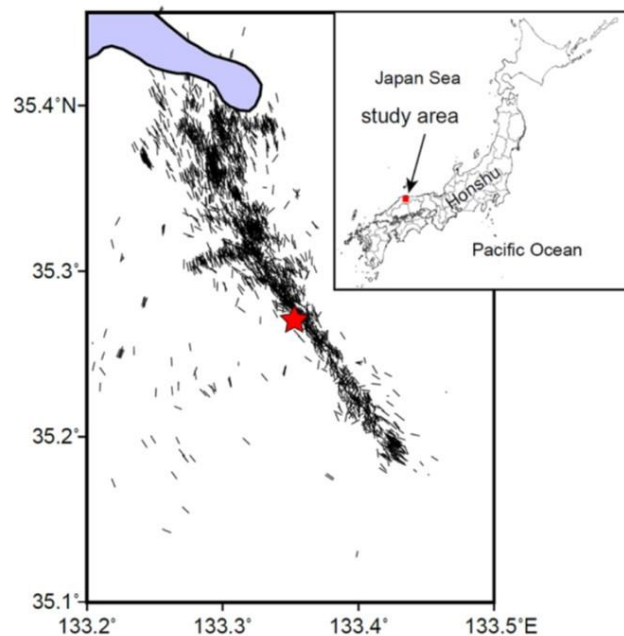 35.4°N
35.3
35.2
35.1
133.2
133.3
133.4
133.5°E
Japan Sea
study area
Honshu
Pacific Ocean